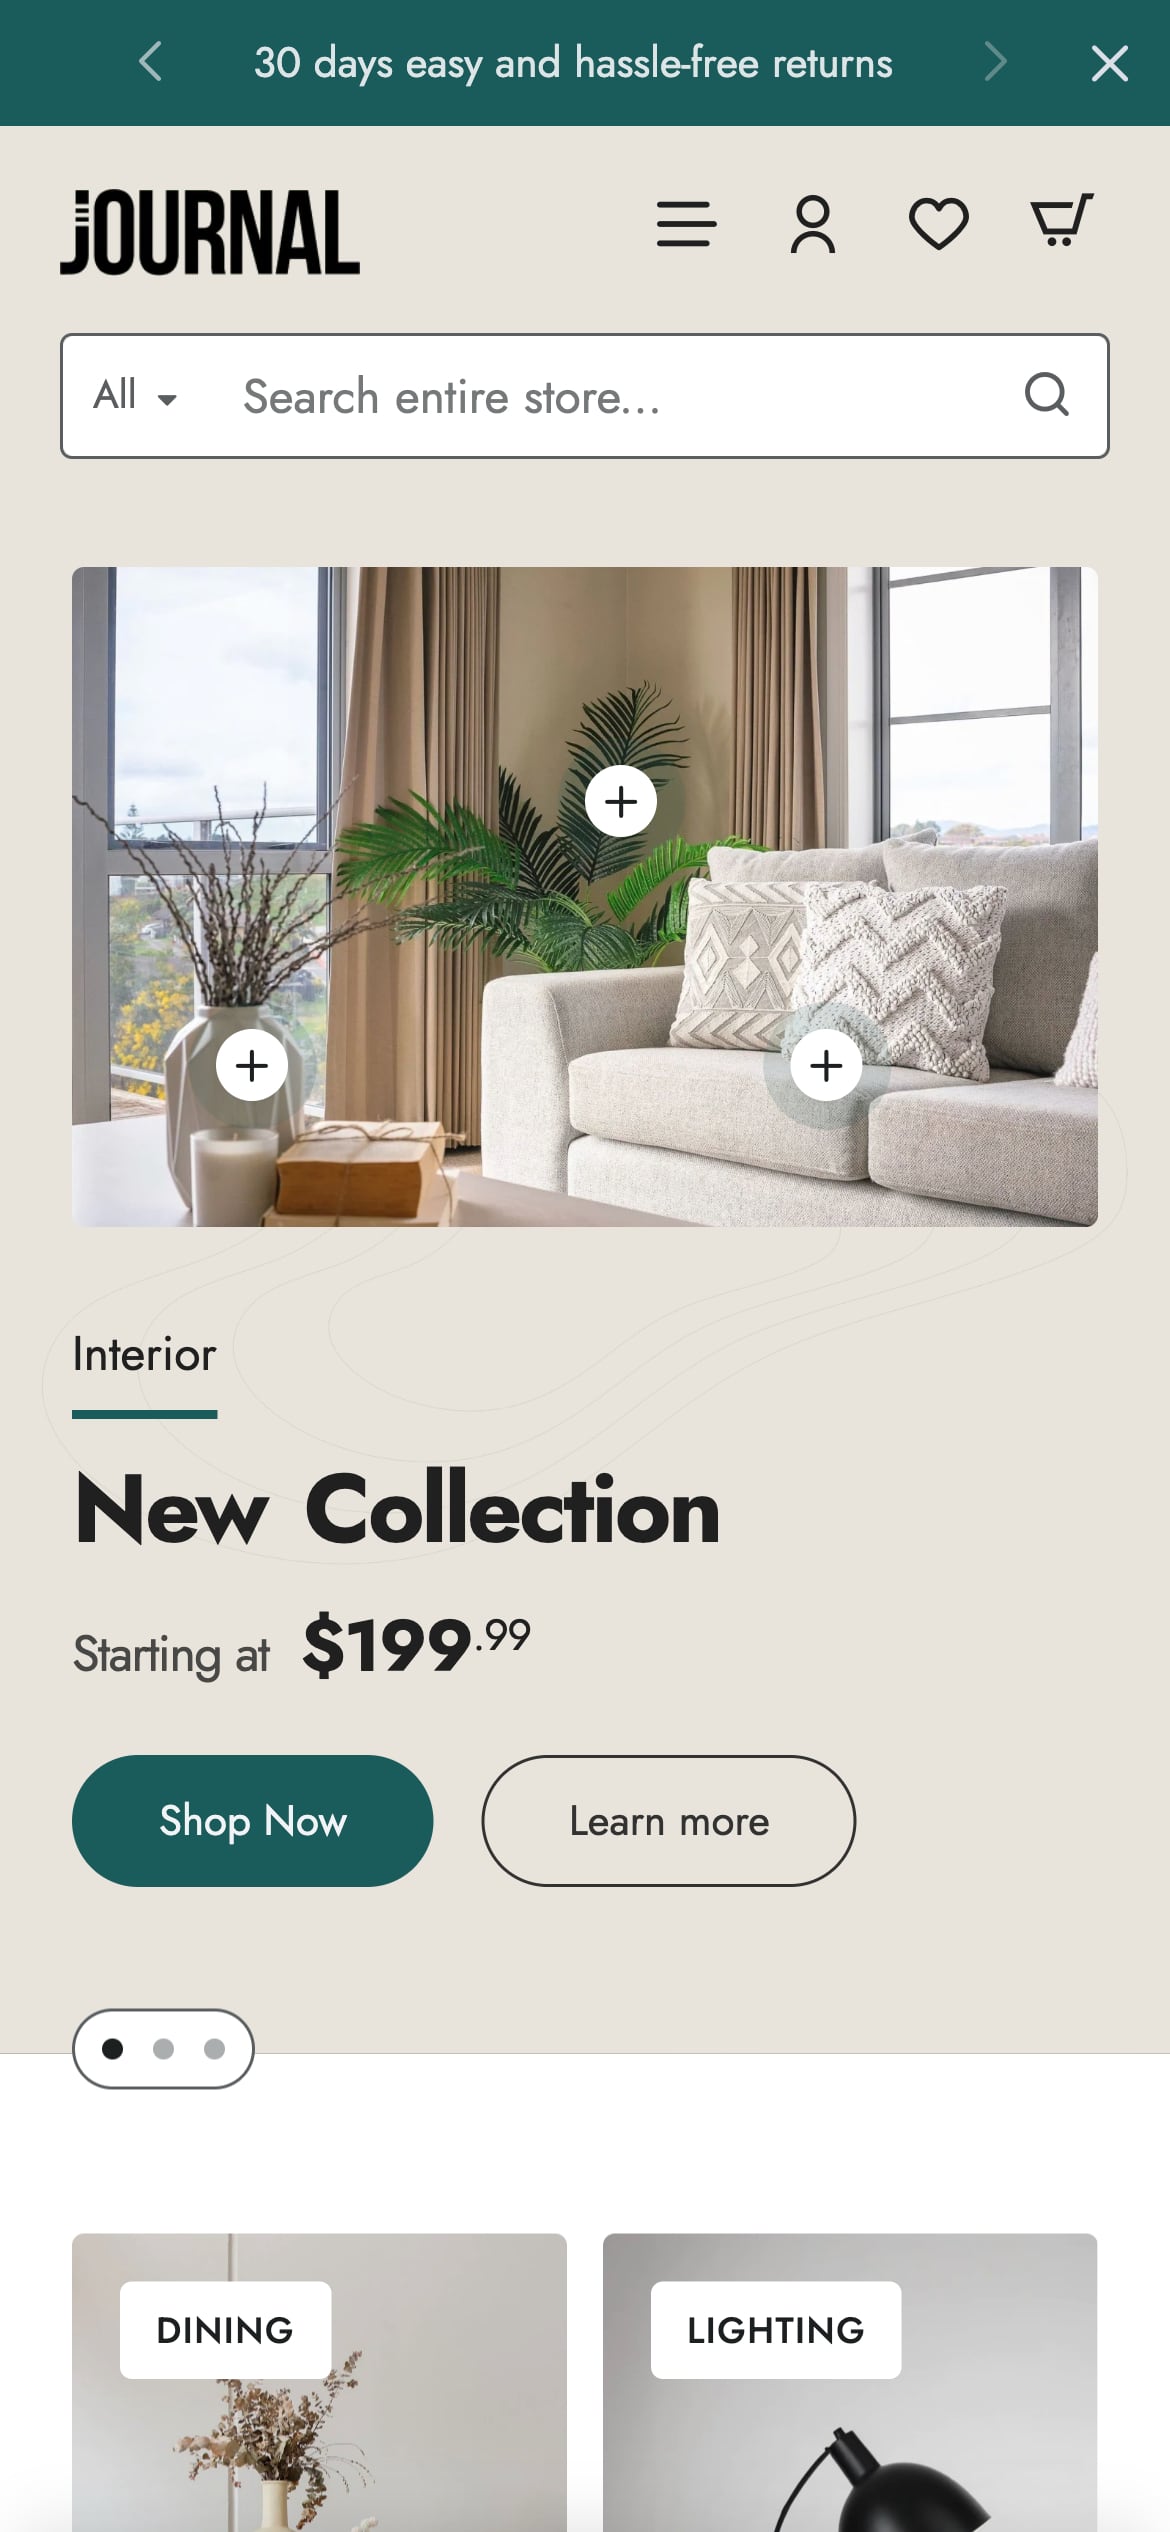 30 days easy and hassle-free returns
JOURNAL
All
Search entire store...
Interior
New Collection
Starting at $199.99
Shop Now
Learn more
DINING
LIGHTING